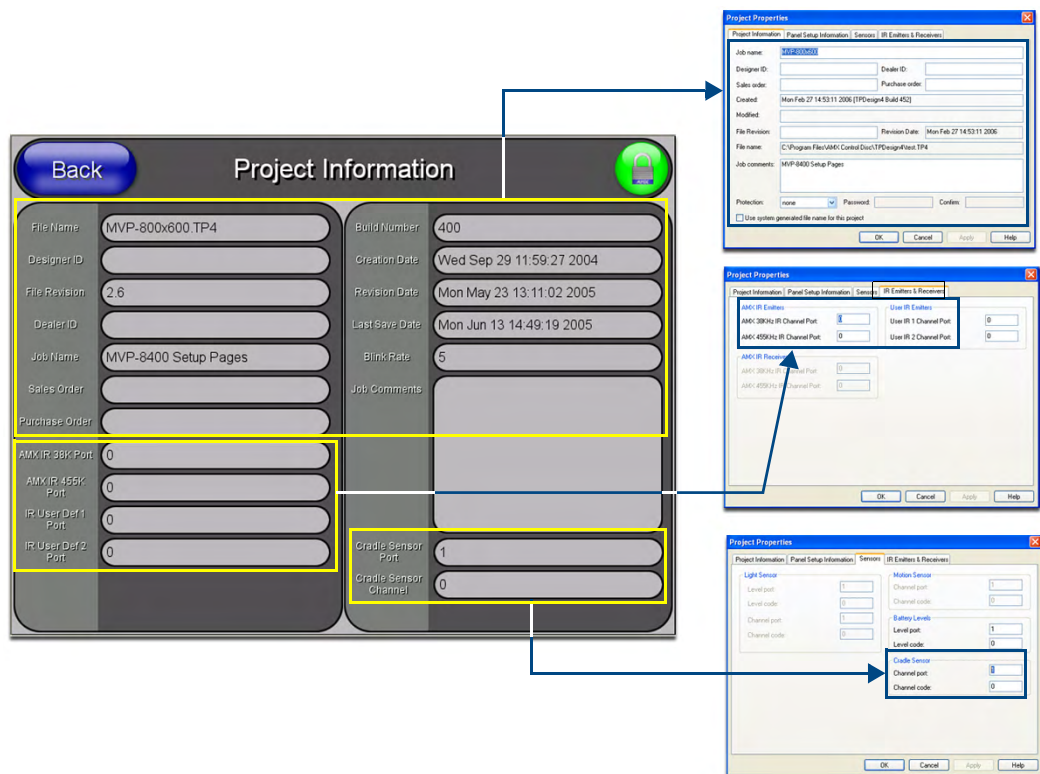 Back
Project Information
File Name MVP-800x600.TP4
Designer ID
File Revision 2.6
Dealer ID
Job Name MVP-8400 Setup Pages
Sales Order
Purchase Order
AMX IR 38K Port 0
AMX IR 455K Port 0
IR User Def 1 Port 0
IR User Def 2 Port 0
Build Number 400
Creation Date Wed Sep 29 11:59:27 2004
Revision Date Mon May 23 13:11:02 2005
Last Save Date Mon Jun 13 14:49:19 2005
Blink Rate 5
Job Comments
Cradle Sensor Port 1
Cradle Sensor Channel 0
Project Properties
Project Information Panel Setup Information Sensors IR Emitters & Receivers
Job name: MVP-800x600
Designer ID: Dealer ID:
Sales order: Purchase order:
Created: Mon Feb 27 14:53:11 2006 [TPDesign4 Build 452]
Modified:
File Revision: Revision Date: Mon Feb 27 14:53:11 2006
File name: C:\Program Files\AMX Control Disc\TPDesign4\test.TP4
Job comments: MVP-8400 Setup Pages
Protection: none Password: Confirm:
Use system generated file name for this project
OK Cancel Apply Help
Project Properties
Project Information Panel Setup Information Sensors IR Emitters & Receivers
AMX IR Emitters User IR Emitters
AMX 38KHz IR Channel Port: 0 User IR 1 Channel Port: 0
AMX 455KHz IR Channel Port: 0 User IR 2 Channel Port: 0
AMX IR Receivers
AMX 38KHz IR Channel Port: 0
AMX 455KHz IR Channel Port: 0
OK Cancel Apply Help
Project Properties
Project Information Panel Setup Information Sensors IR Emitters & Receivers
Light Sensor Motion Sensor
Level port: 1 Channel port: 1
Level code: 0 Channel code: 0
Channel port: 1 Battery Levels
Channel code: 0 Level port: 1
Level code: 0
Cradle Sensor
Channel port: 1
Channel code: 0
OK Cancel Apply Help